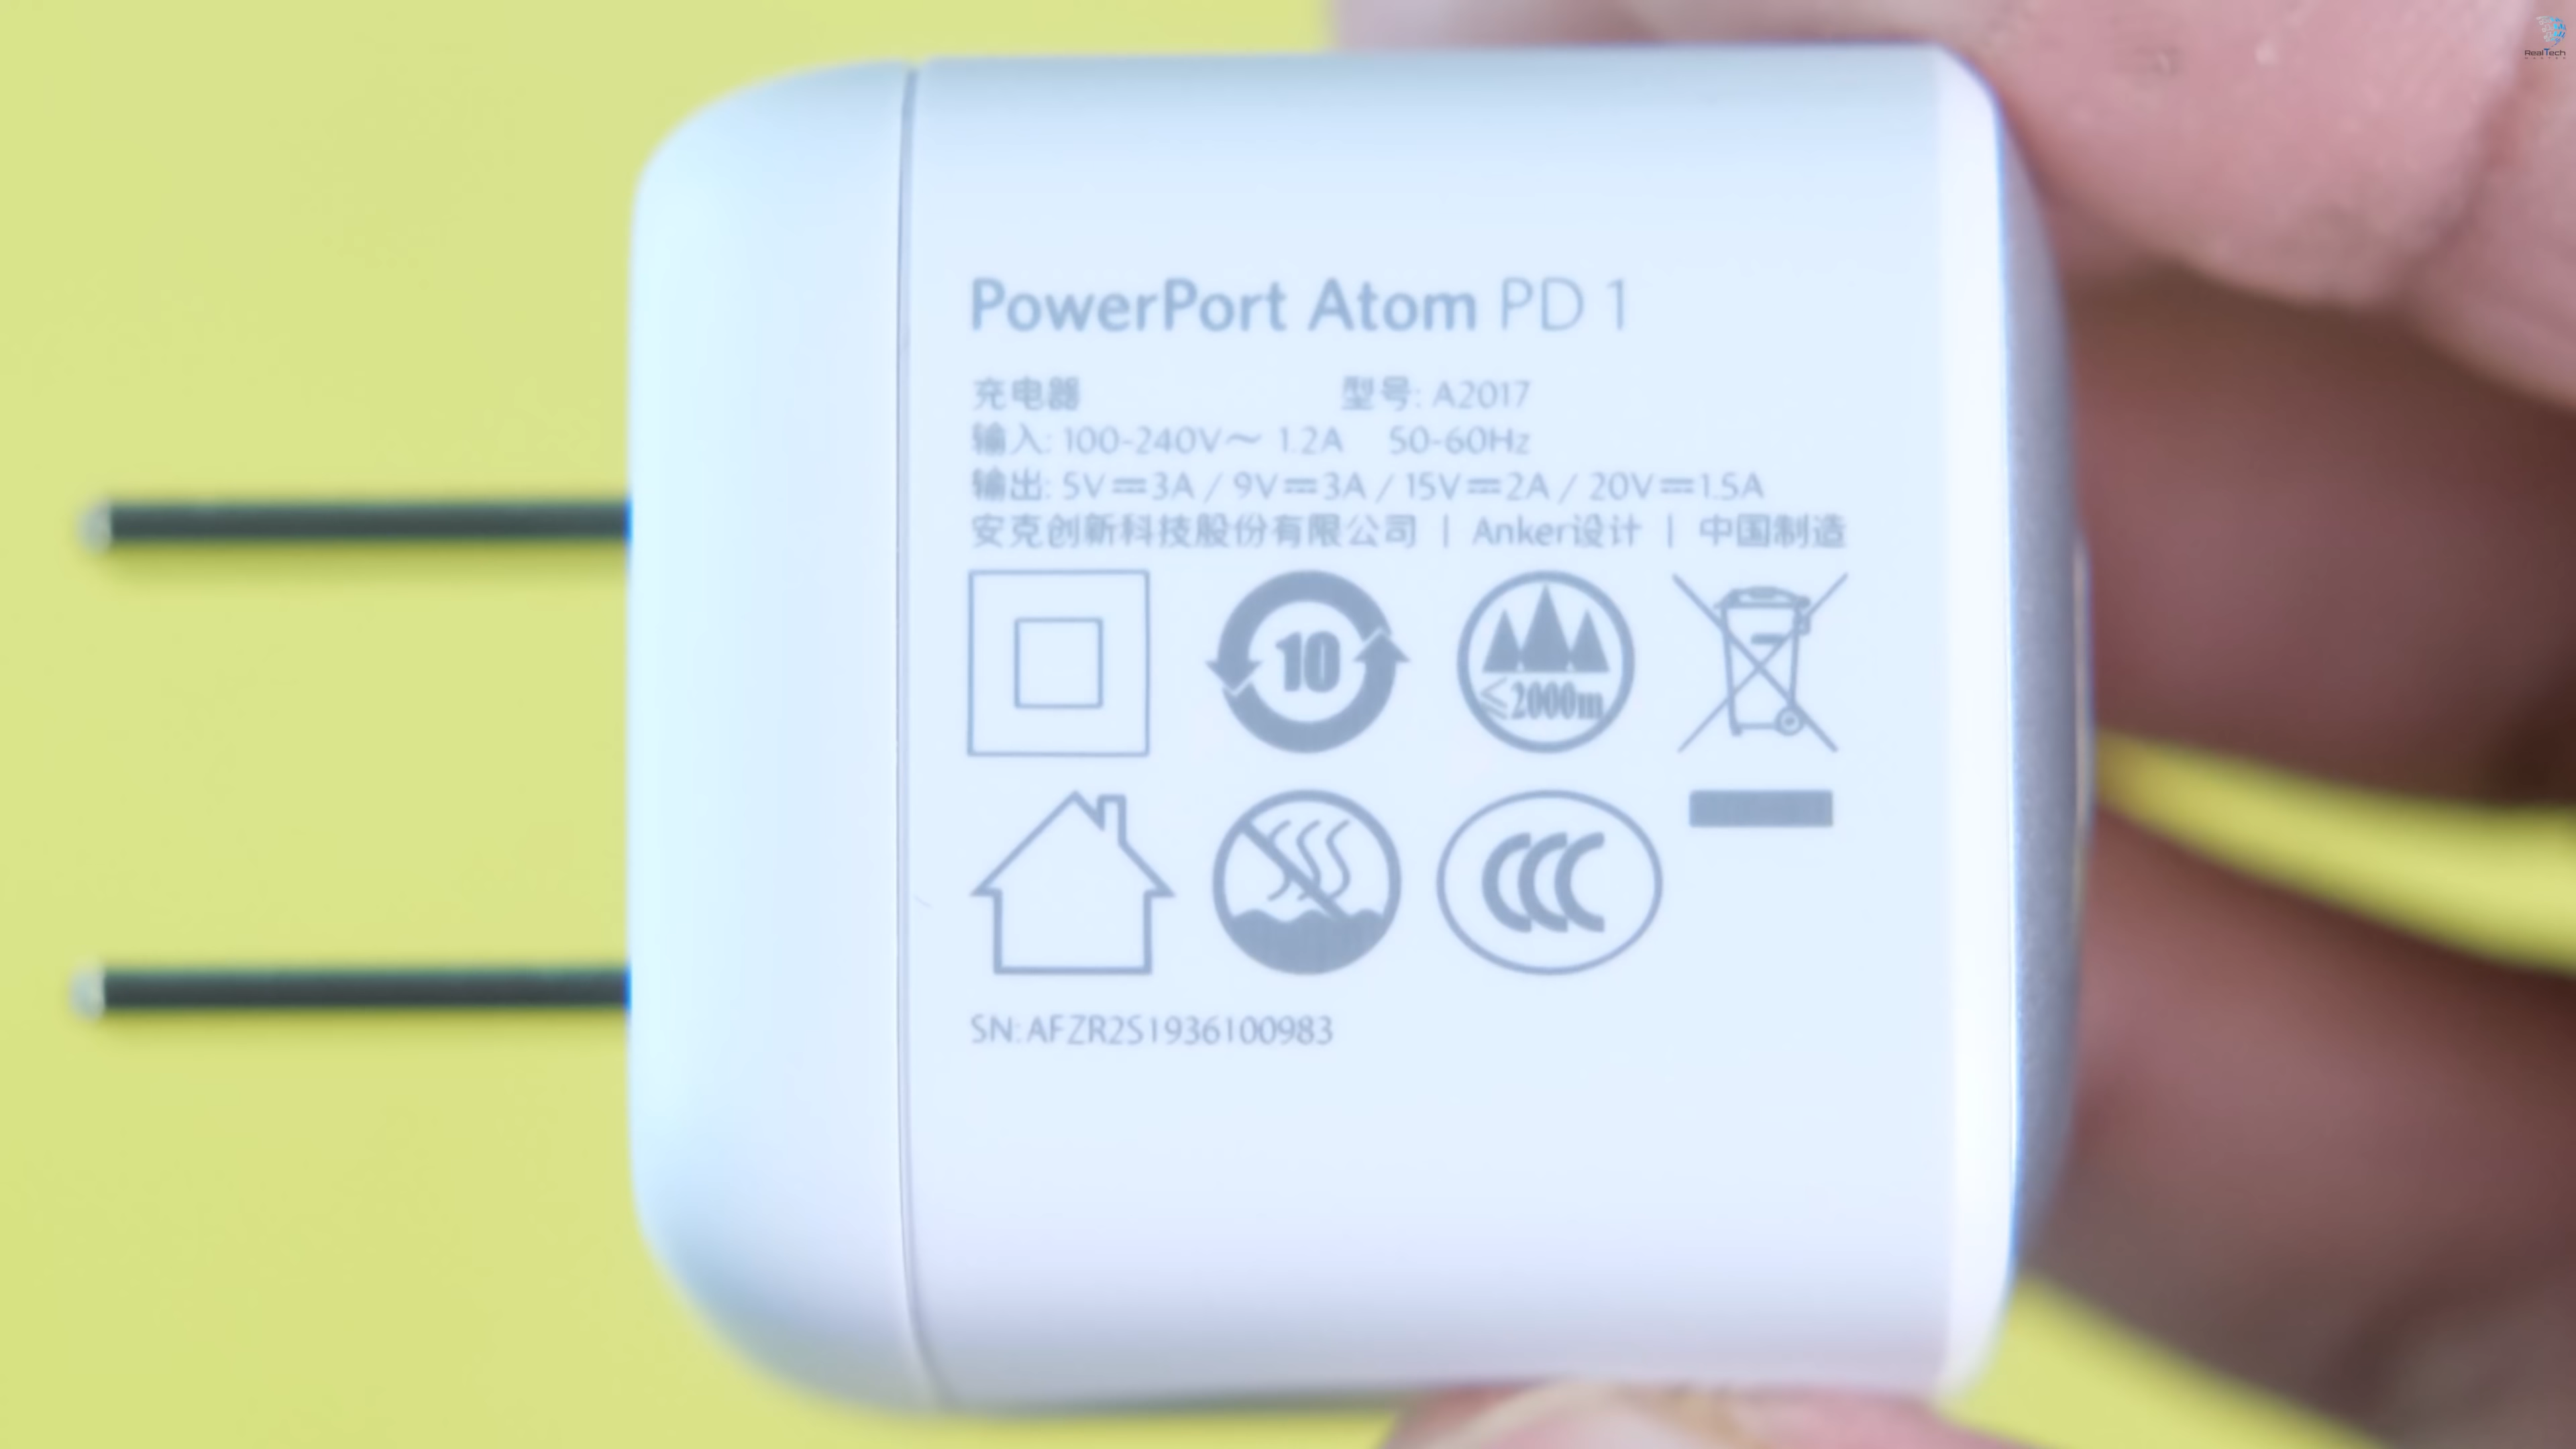 RealTech
PowerPort Atom PD 1
充电器 型号: A2017
输入: 100-240V～ 1.2A 50-60Hz
输出: 5V⎓3A / 9V⎓3A / 15V⎓2A / 20V⎓1.5A
安克创新科技股份有限公司 | Anker设计 | 中国制造
10
≤2000m
CCC
SN: AFZR2S1936100983